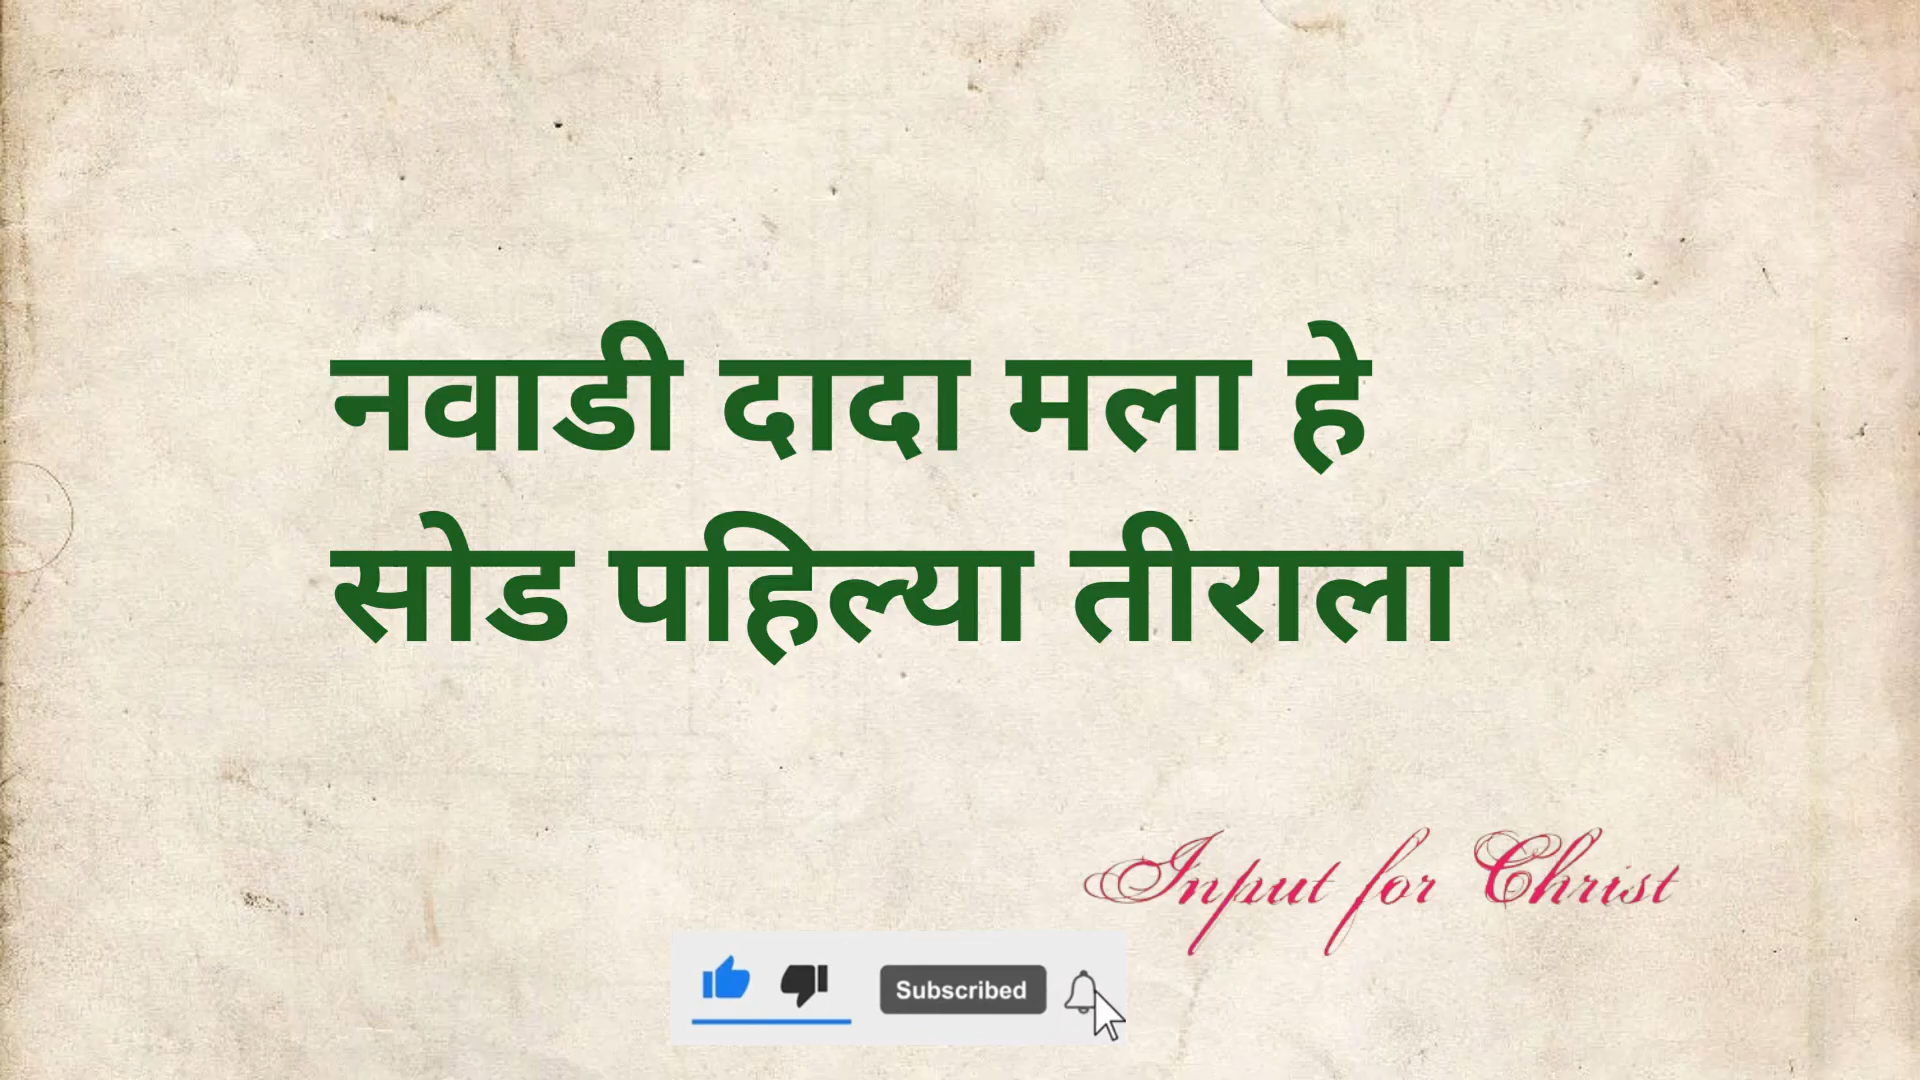 नवाडी दादा मला हे
सोड पहिल्या तीराला
Input for Christ
Subscribed